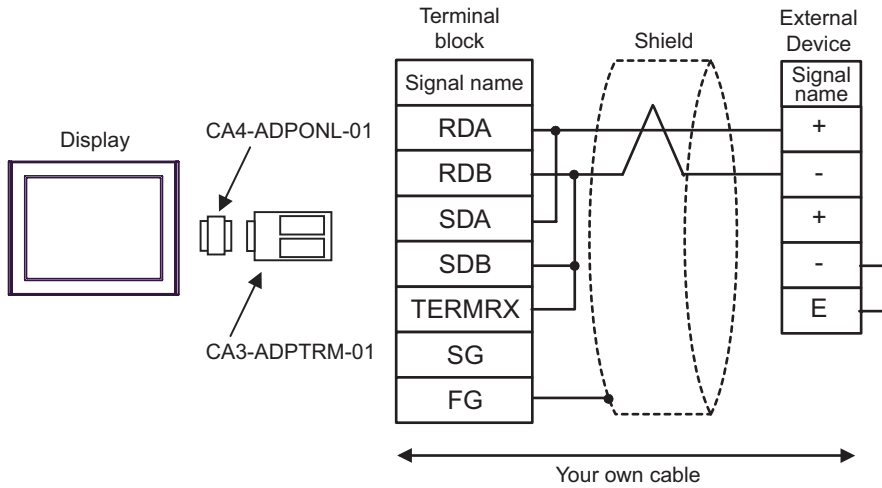 Display
CA4-ADPONL-01
CA3-ADPTRM-01
Terminal
block
Signal name
RDA
RDB
SDA
SDB
TERMRX
SG
FG
Shield
External
Device
Signal
name
+
-
+
-
E
Your own cable